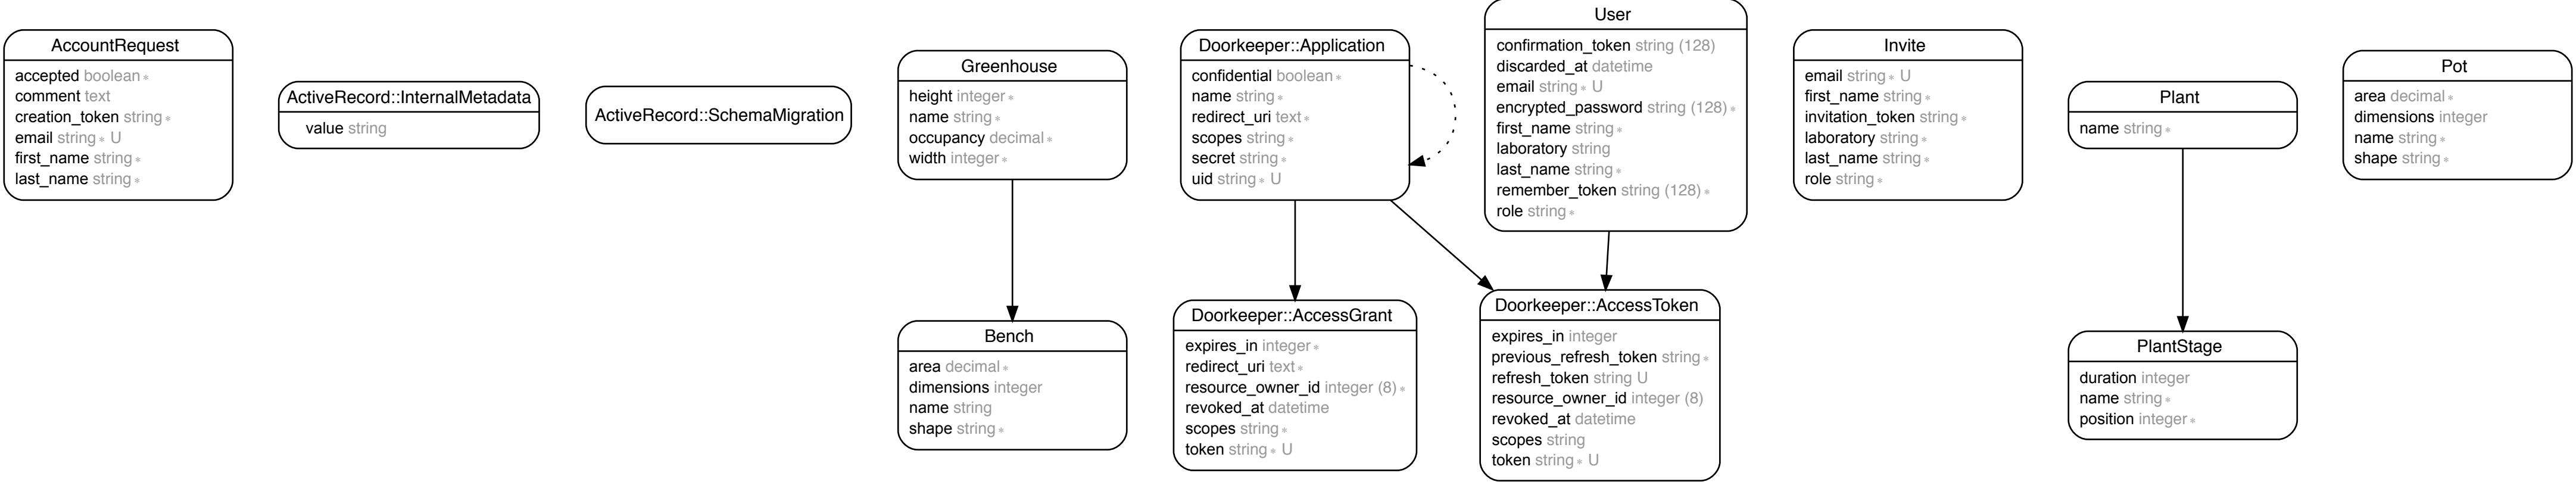 AccountRequest
accepted boolean ∗
comment text
creation_token string ∗
email string ∗ U
first_name string ∗
last_name string ∗
ActiveRecord::InternalMetadata
value string
ActiveRecord::SchemaMigration
Greenhouse
height integer ∗
name string ∗
occupancy decimal ∗
width integer ∗
Doorkeeper::Application
confidential boolean ∗
name string ∗
redirect_uri text ∗
scopes string ∗
secret string ∗
uid string ∗ U
User
confirmation_token string (128)
discarded_at datetime
email string ∗ U
encrypted_password string (128) ∗
first_name string ∗
laboratory string
last_name string ∗
remember_token string (128) ∗
role string ∗
Invite
email string ∗ U
first_name string ∗
invitation_token string ∗
laboratory string ∗
last_name string ∗
role string ∗
Plant
name string ∗
Pot
area decimal ∗
dimensions integer
name string ∗
shape string ∗
Bench
area decimal ∗
dimensions integer
name string
shape string ∗
Doorkeeper::AccessGrant
expires_in integer ∗
redirect_uri text ∗
resource_owner_id integer (8) ∗
revoked_at datetime
scopes string ∗
token string ∗ U
Doorkeeper::AccessToken
expires_in integer
previous_refresh_token string ∗
refresh_token string U
resource_owner_id integer (8)
revoked_at datetime
scopes string
token string ∗ U
PlantStage
duration integer
name string ∗
position integer ∗